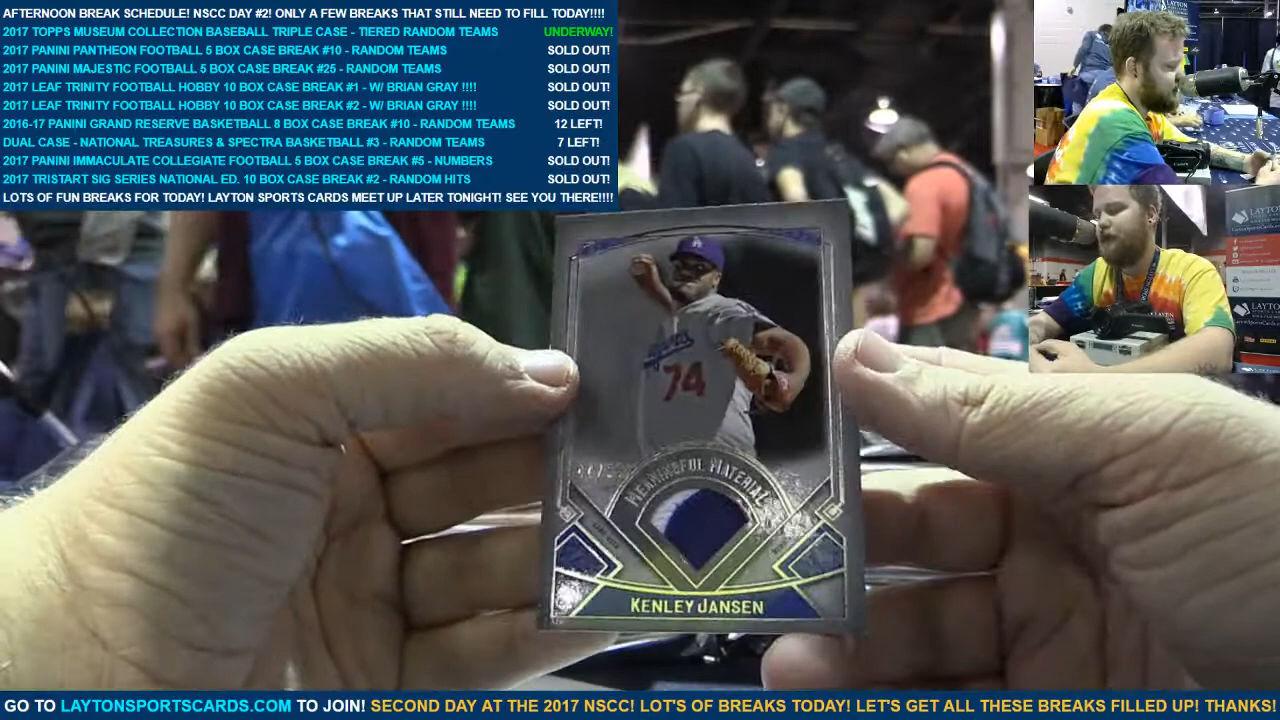 AFTERNOON BREAK SCHEDULE! NSCC DAY #2! ONLY A FEW BREAKS THAT STILL NEED TO FILL TODAY!!!!
2017 TOPPS MUSEUM COLLECTION BASEBALL TRIPLE CASE - TIERED RANDOM TEAMS UNDERWAY!
2017 PANINI PANTHEON FOOTBALL 5 BOX CASE BREAK #10 - RANDOM TEAMS SOLD OUT!
2017 PANINI MAJESTIC FOOTBALL 5 BOX CASE BREAK #25 - RANDOM TEAMS SOLD OUT!
2017 LEAF TRINITY FOOTBALL HOBBY 10 BOX CASE BREAK #1 - W/ BRIAN GRAY !!!! SOLD OUT!
2017 LEAF TRINITY FOOTBALL HOBBY 10 BOX CASE BREAK #2 - W/ BRIAN GRAY !!!! SOLD OUT!
2016-17 PANINI GRAND RESERVE BASKETBALL 8 BOX CASE BREAK #10 - RANDOM TEAMS 12 LEFT!
DUAL CASE - NATIONAL TREASURES & SPECTRA BASKETBALL #3 - RANDOM TEAMS 7 LEFT!
2017 PANINI IMMACULATE COLLEGIATE FOOTBALL 5 BOX CASE BREAK #5 - NUMBERS SOLD OUT!
2017 TRISTART SIG SERIES NATIONAL ED. 10 BOX CASE BREAK #2 - RANDOM HITS SOLD OUT!
LOTS OF FUN BREAKS FOR TODAY! LAYTON SPORTS CARDS MEET UP LATER TONIGHT! SEE YOU THERE!!!!
LAYTON
LAYTON
Dodgers
74
MEANINGFUL MATERIAL
KENLEY JANSEN
GO TO LAYTONSPORTSCARDS.COM TO JOIN! SECOND DAY AT THE 2017 NSCC! LOT'S OF BREAKS TODAY! LET'S GET ALL THESE BREAKS FILLED UP! THANKS!